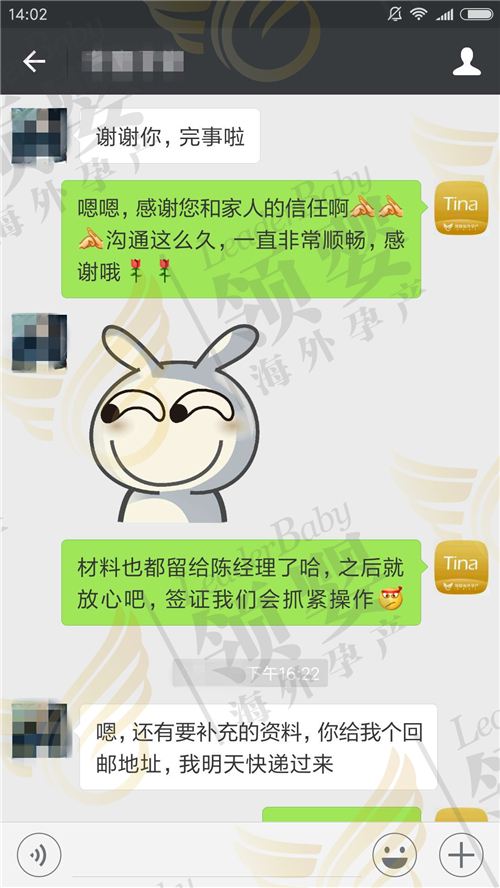 14:02
谢谢你，完事啦
嗯嗯，感谢您和家人的信任啊
沟通这么久，一直非常顺畅，感
谢哦
Tina
材料也都留给陈经理了哈，之后就
放心吧，签证我们会抓紧操作
Tina
下午16:22
嗯，还有要补充的资料，你给我个回
邮地址，我明天快递过来
LeaderBaby
领婴
海外孕产